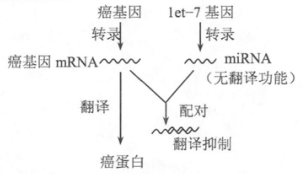 癌基因 let-7 基因
转录 转录
癌基因 mRNA miRNA
(无翻译功能)
翻译 配对
翻译抑制
癌蛋白